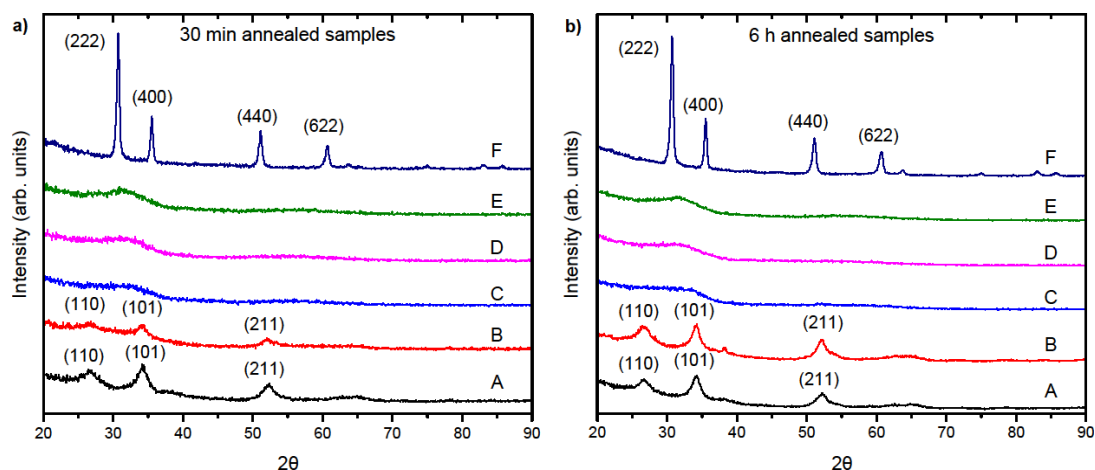 a)
30 min annealed samples
(222)
(400)
(440)
(622)
F
E
D
C
(110)
(101)
(211)
B
(110)
(101)
(211)
A
Intensity (arb. units)
20 30 40 50 60 70 80 90
2θ
b)
6 h annealed samples
(222)
(400)
(440)
(622)
F
E
D
C
(110)
(101)
(211)
B
(110)
(101)
(211)
A
Intensity (arb. units)
20 30 40 50 60 70 80 90
2θ